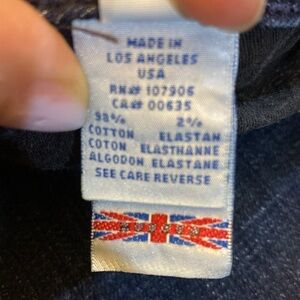 MADE IN
LOS ANGELES
USA
RN# 107906
CA# 00635
98% 2%
COTTON ELASTAN
COTON ELASTHANNE
ALGODON ELASTANE
SEE CARE REVERSE